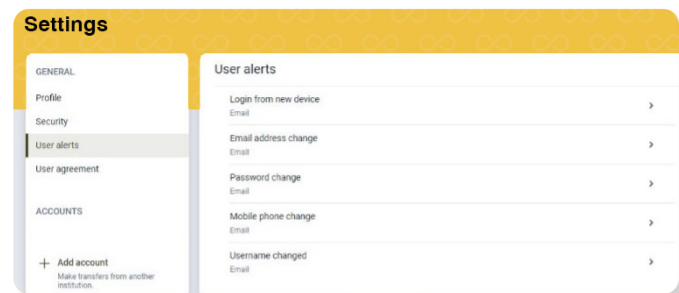 Settings
GENERAL
Profile
Security
User alerts
User agreement
ACCOUNTS
+ Add account
Make transfers from another
institution.
User alerts
Login from new device
Email
Email address change
Email
Password change
Email
Mobile phone change
Email
Username changed
Email